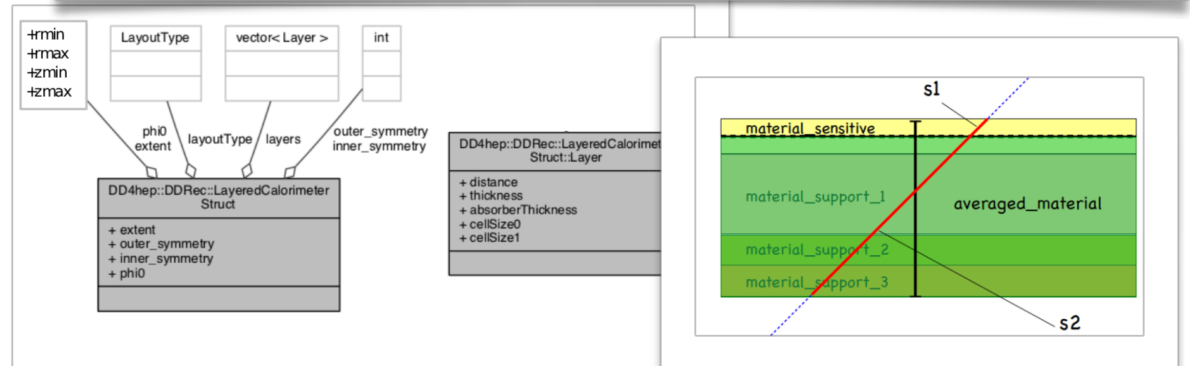 +rmin
+rmax
+zmin
+zmax
LayoutType
vector< Layer >
int
phi0
extent
layoutType
layers
outer_symmetry
inner_symmetry
DD4hep::DDRec::LayeredCalorimeter
Struct
+ extent
+ outer_symmetry
+ inner_symmetry
+ phi0
DD4hep::DDRec::LayeredCalorimet
Struct::Layer
+ distance
+ thickness
+ absorberThickness
+ cellSize0
+ cellSize1
s1
material_sensitive
material_support_1
averaged_material
material_support_2
material_support_3
s2